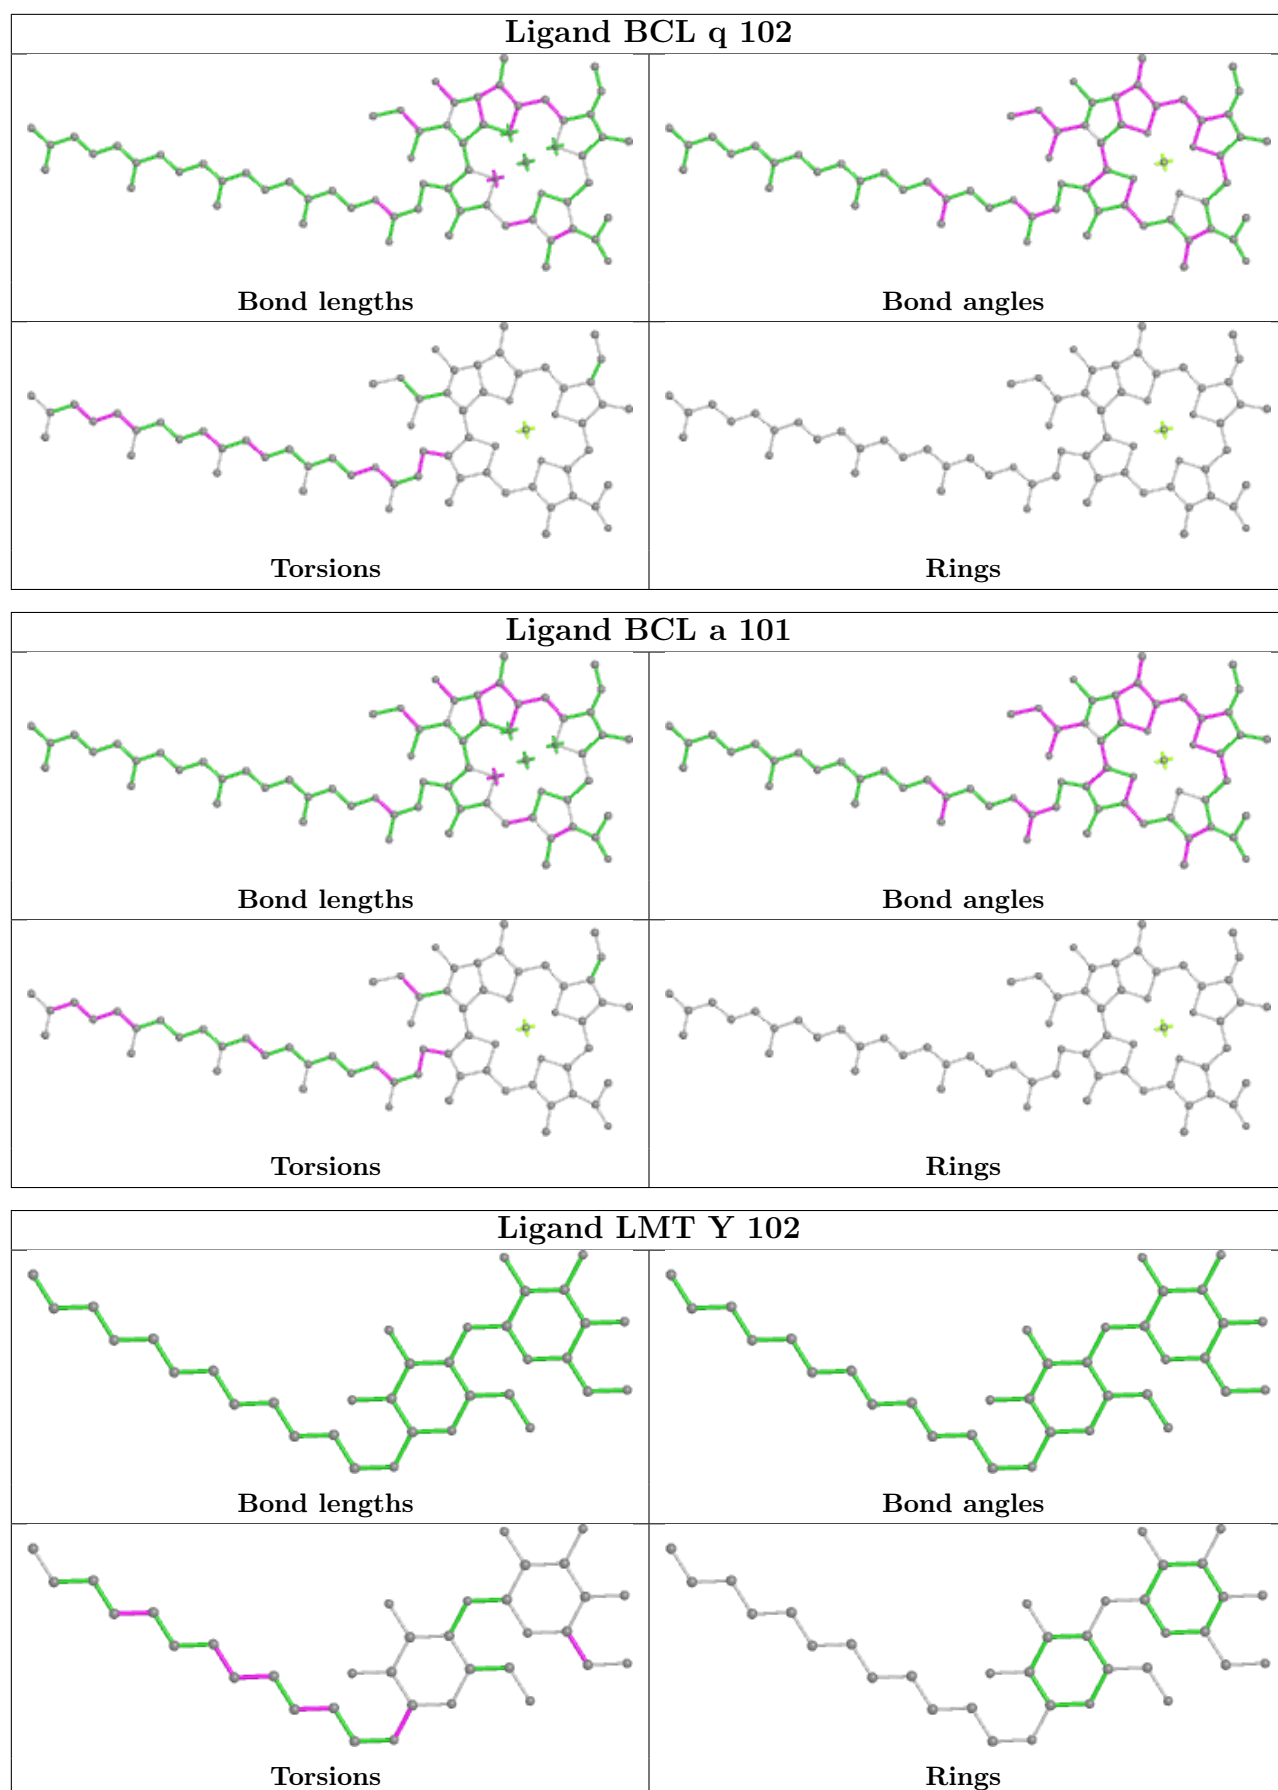 Ligand BCL q 102
Bond lengths
Bond angles
Torsions
Rings
Ligand BCL a 101
Bond lengths
Bond angles
Torsions
Rings
Ligand LMT Y 102
Bond lengths
Bond angles
Torsions
Rings